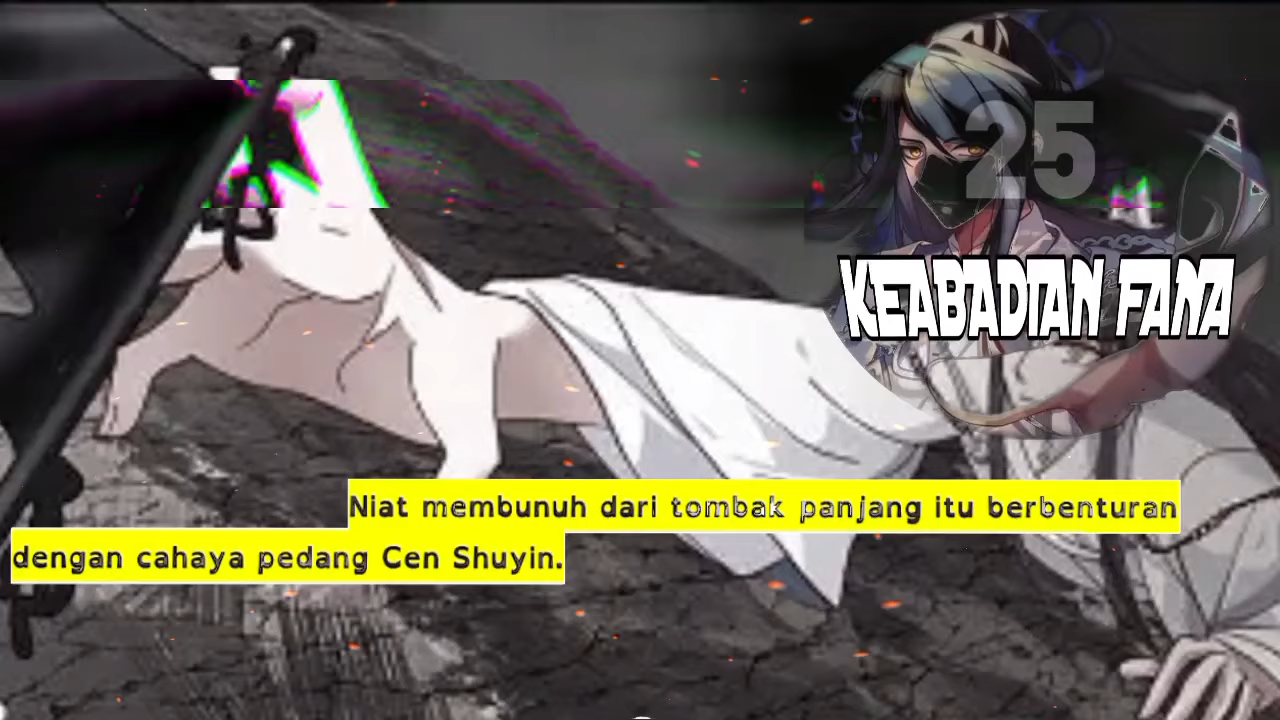 25
KEABADIAN FANA
Niat membunuh dari tombak panjang itu berbenturan
dengan cahaya pedang Cen Shuyin.